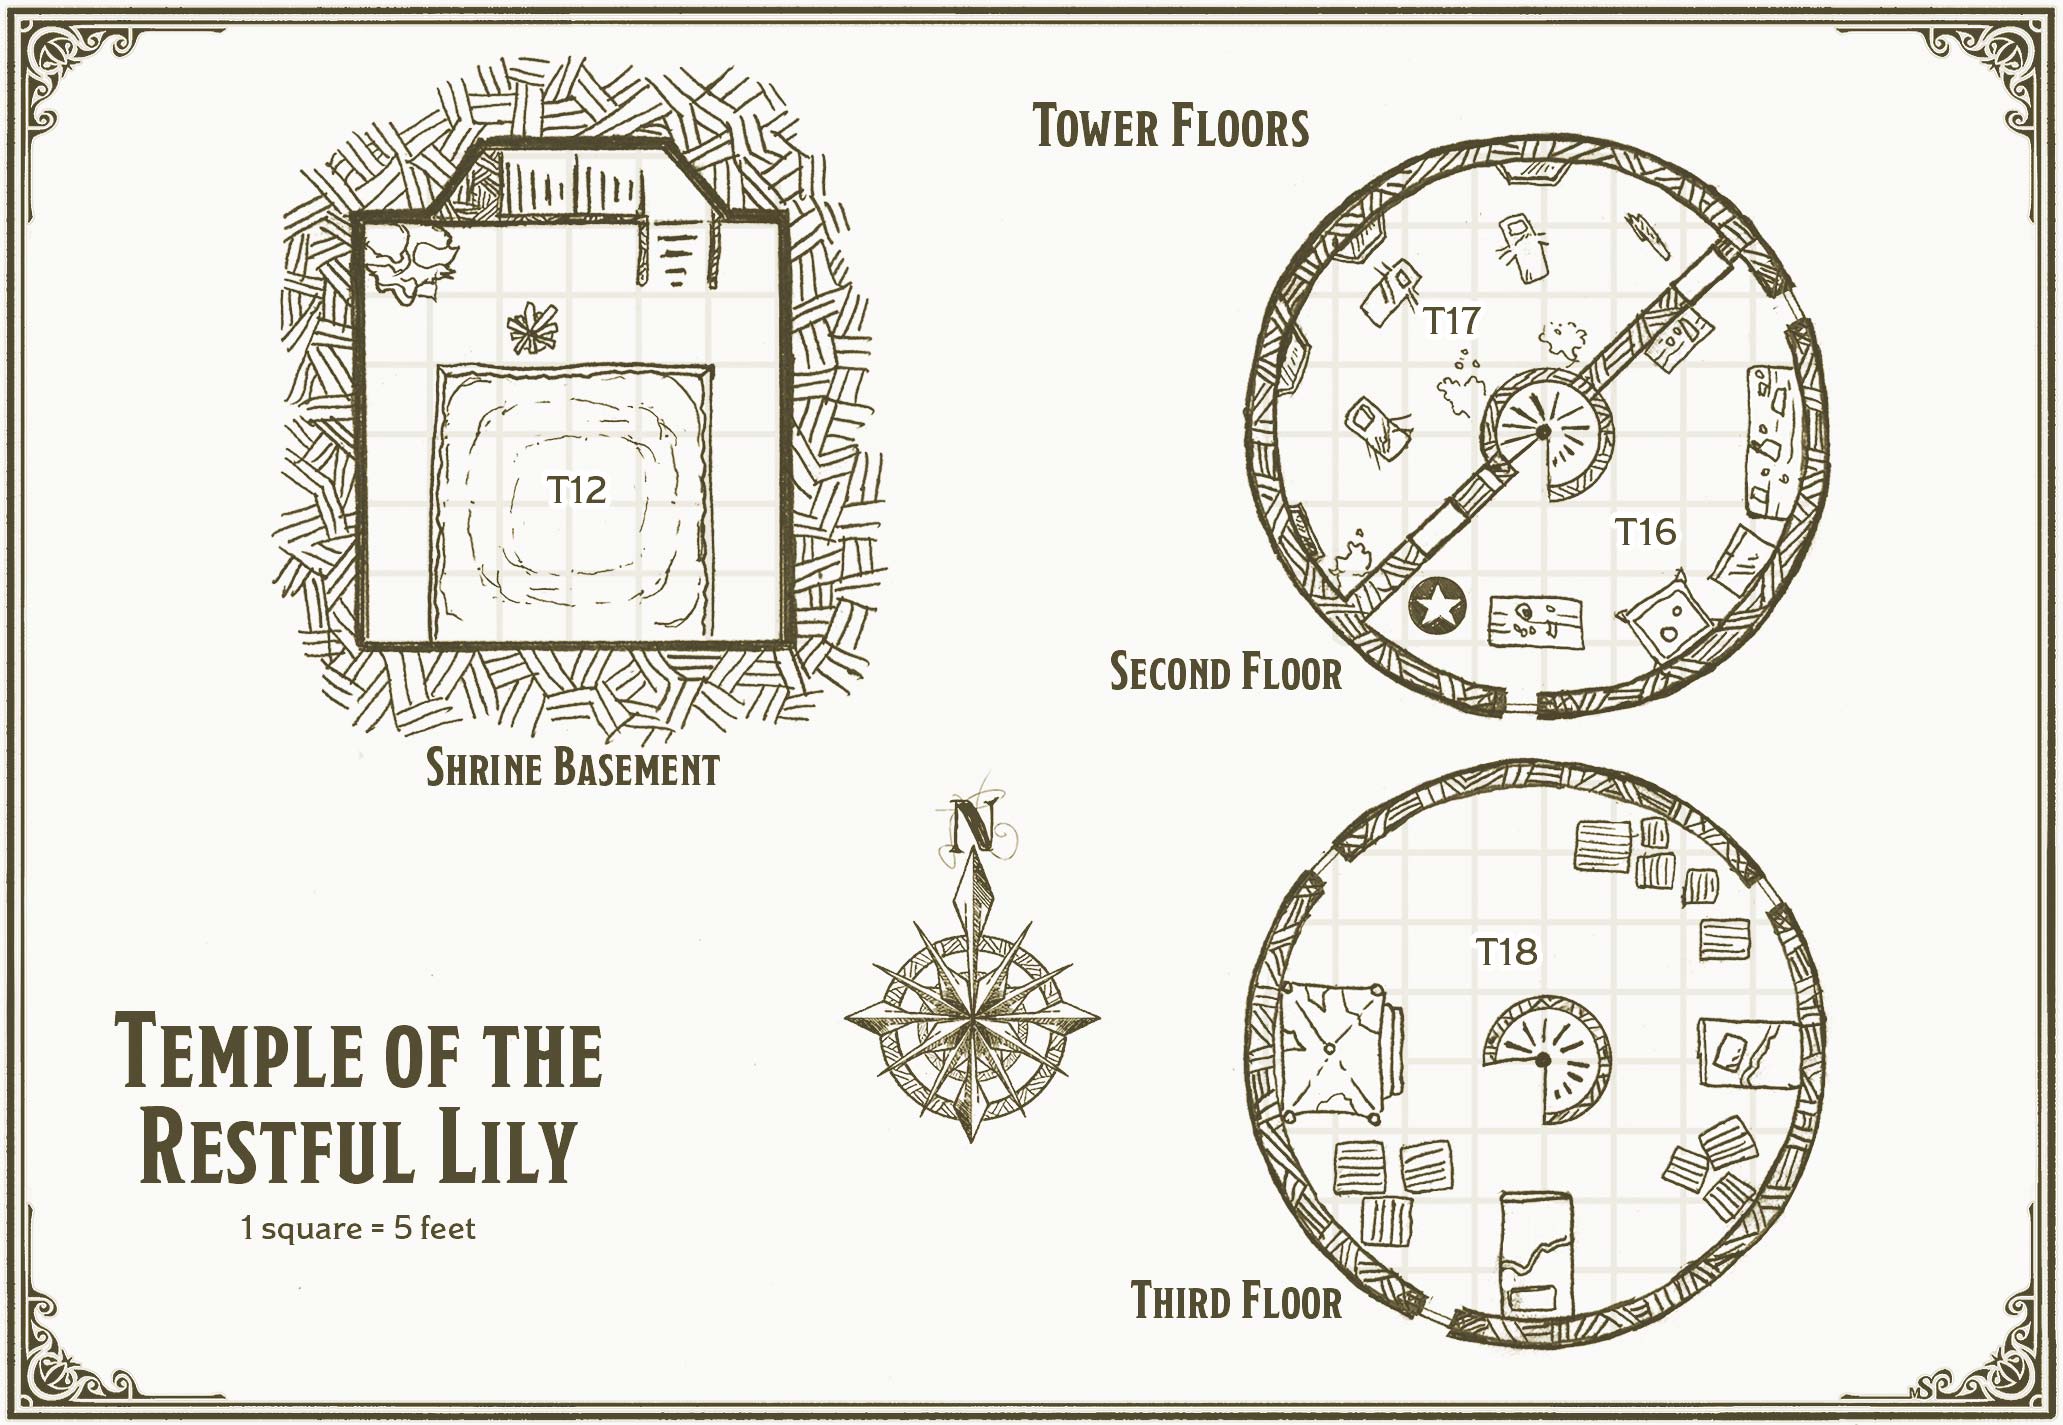 TOWER FLOORS
T17
T12
T16
SECOND FLOOR
SHRINE BASEMENT
N
T18
TEMPLE OF THE
RESTFUL LILY
1 square = 5 feet
THIRD FLOOR
MS